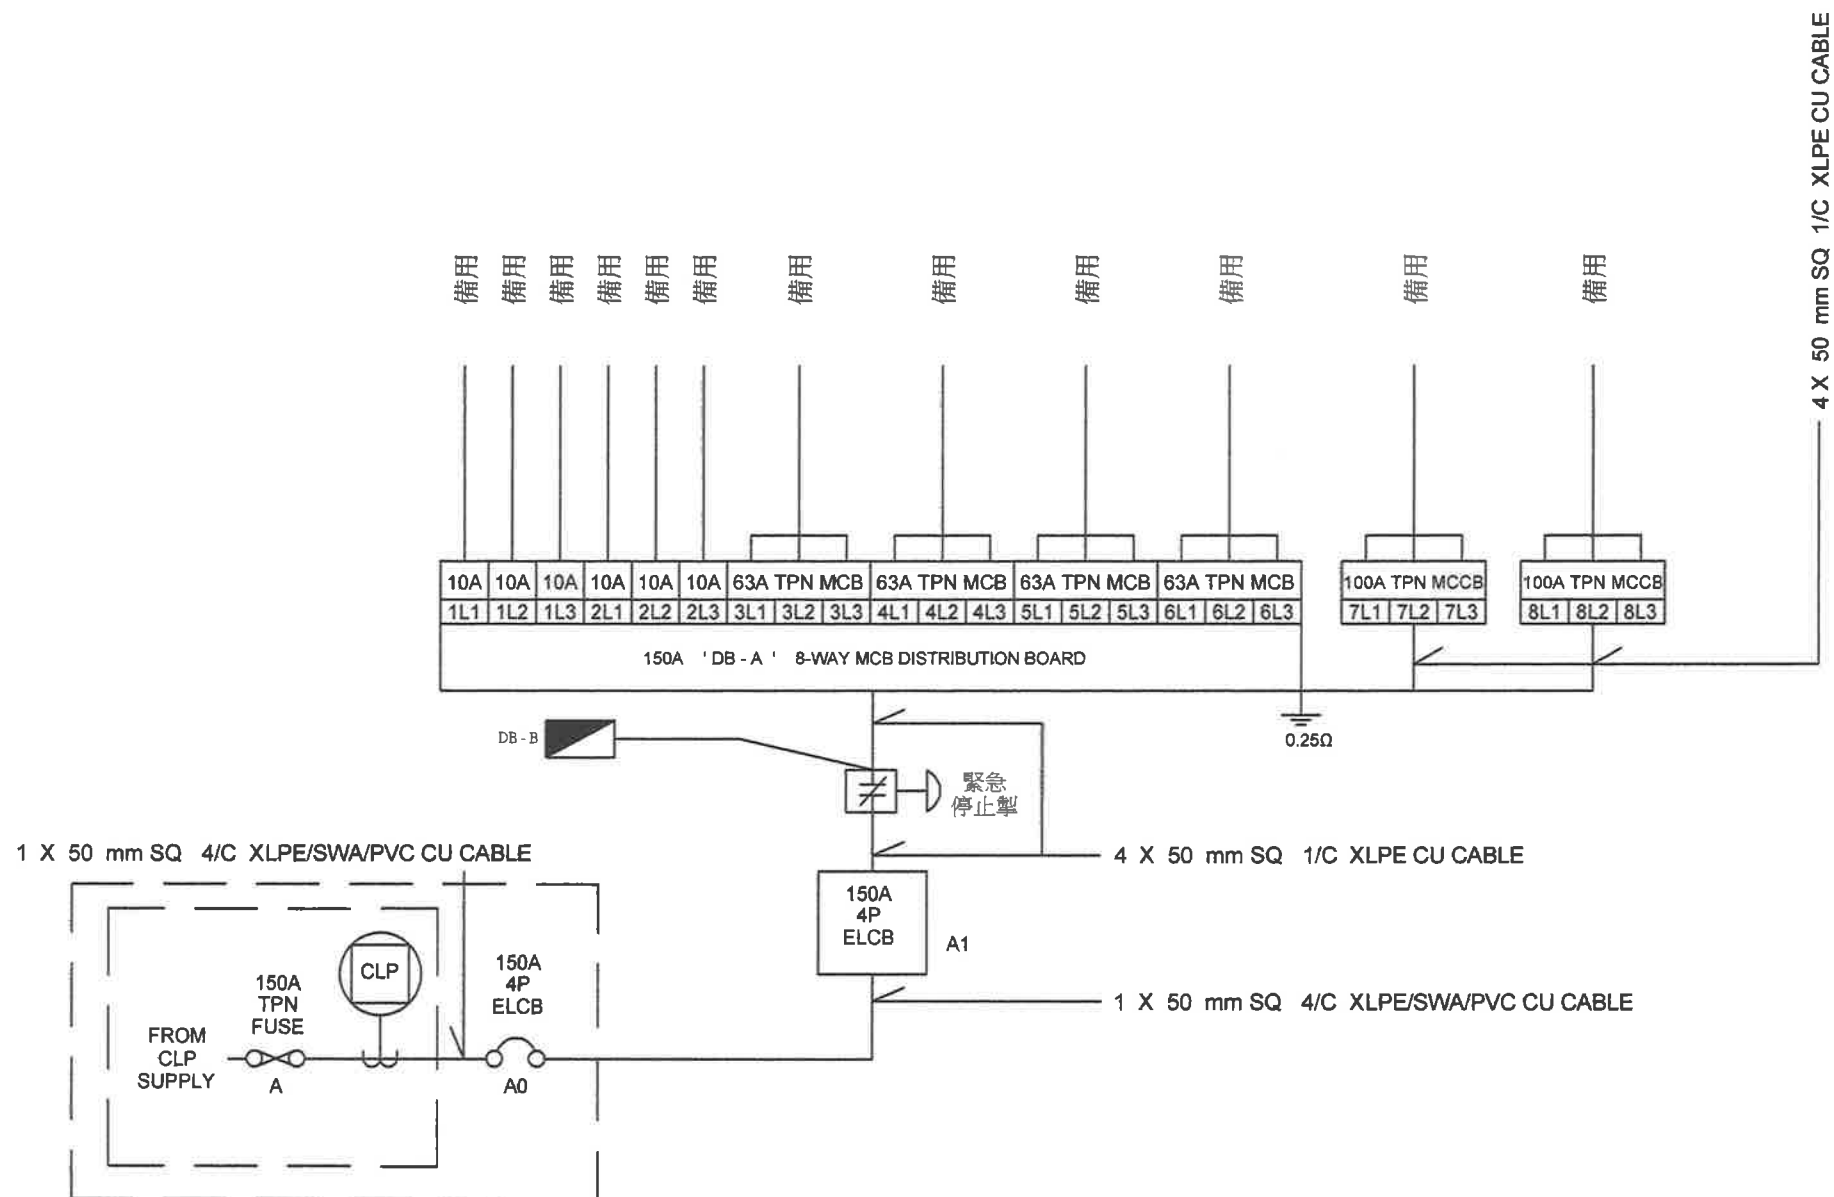 4 X 50 mm SQ 1/C XLPE CU CABLE
備用 備用 備用 備用 備用 備用 備用 備用 備用 備用 備用 備用
10A 10A 10A 10A 10A 10A 63A TPN MCB 63A TPN MCB 63A TPN MCB 63A TPN MCB 100A TPN MCCB 100A TPN MCCB
1L1 1L2 1L3 2L1 2L2 2L3 3L1 3L2 3L3 4L1 4L2 4L3 5L1 5L2 5L3 6L1 6L2 6L3 7L1 7L2 7L3 8L1 8L2 8L3
150A ' DB - A ' 8-WAY MCB DISTRIBUTION BOARD
DB - B
0.25Ω
緊急
停止掣
1 X 50 mm SQ 4/C XLPE/SWA/PVC CU CABLE
4 X 50 mm SQ 1/C XLPE CU CABLE
150A
4P
ELCB
A1
CLP
150A
TPN
FUSE
150A
4P
ELCB
1 X 50 mm SQ 4/C XLPE/SWA/PVC CU CABLE
FROM
CLP
SUPPLY
A
A0